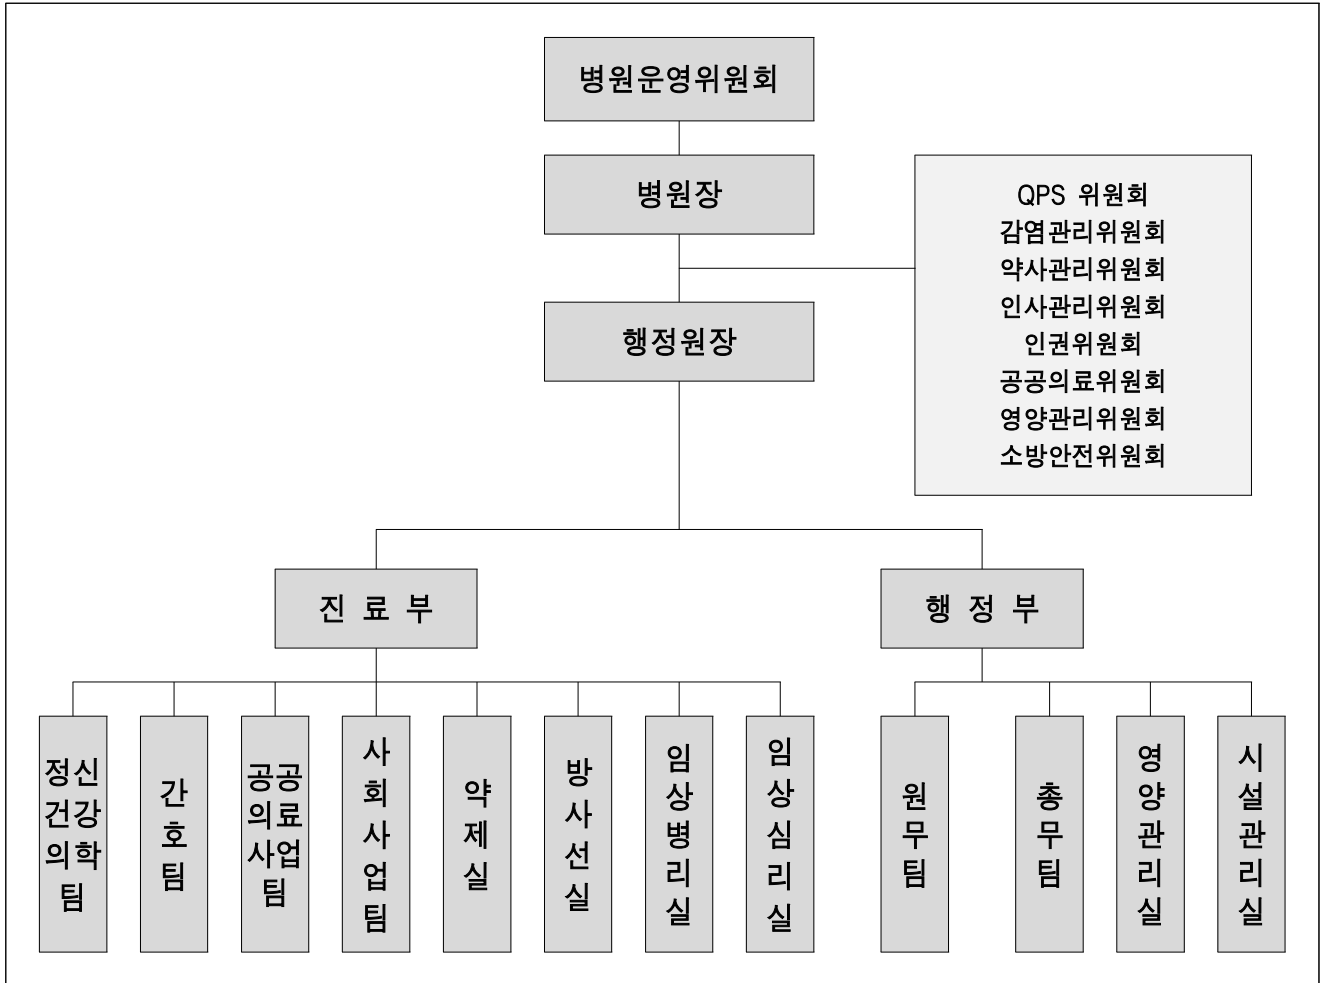 병원운영위원회
병원장
QPS 위원회
감염관리위원회
약사관리위원회
인사관리위원회
인권위원회
공공의료위원회
영양관리위원회
소방안전위원회
행정원장
진 료 부
행 정 부
정신
건강
의학
팀
간
호
팀
공공
의료
사업
팀
사
회
사
업
팀
약
제
실
방
사
선
실
임
상
병
리
실
임
상
심
리
실
원
무
팀
총
무
팀
영
양
관
리
실
시
설
관
리
실